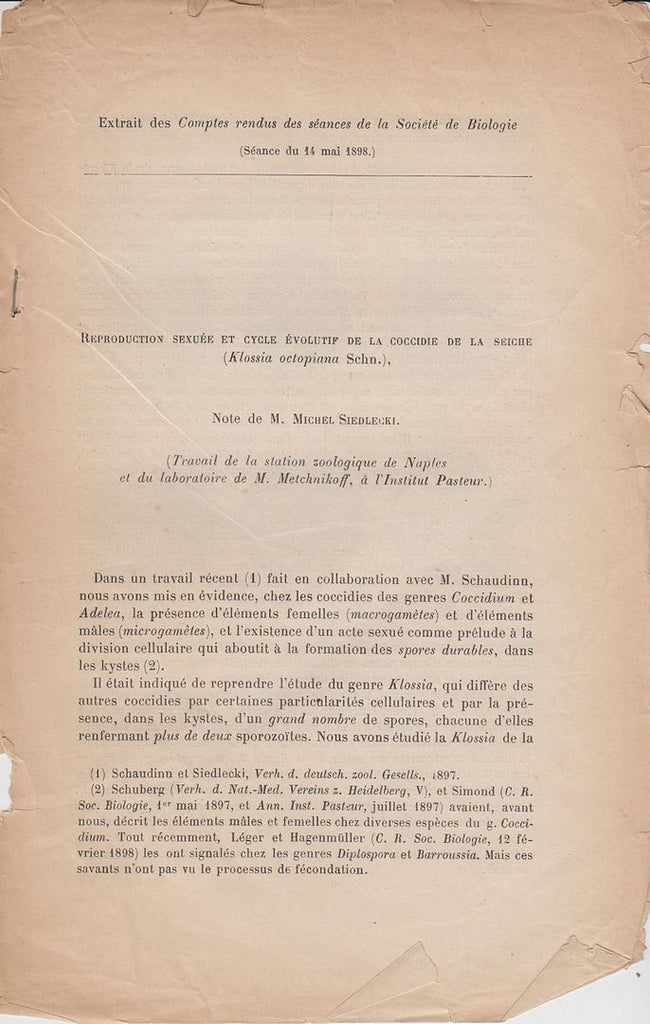 Extrait des Comptes rendus des séances de la Société de Biologie
(Séance du 14 mai 1898.)
REPRODUCTION SEXUÉE ET CYCLE ÉVOLUTIF DE LA COCCIDIE DE LA SEICHE
(Klossia octopiana Schn.),
Note de M. MICHEL SIEDLECKI.
(Travail de la station zoologique de Naples
et du laboratoire de M. Metchnikoff, à l'Institut Pasteur.)
Dans un travail récent (1) fait en collaboration avec M. Schaudinn,
nous avons mis en évidence, chez les coccidies des genres Coccidium et
Adelea, la présence d'éléments femelles (macrogamètes) et d'éléments
mâles (microgamètes), et l'existence d'un acte sexué comme prélude à la
division cellulaire qui aboutit à la formation des spores durables, dans
les kystes (2).
Il était indiqué de reprendre l'étude du genre Klossia, qui diffère des
autres coccidies par certaines particularités cellulaires et par la pré-
sence, dans les kystes, d'un grand nombre de spores, chacune d'elles
renfermant plus de deux sporozoïtes. Nous avons étudié la Klossia de la
(1) Schaudinn et Siedlecki, Verh. d. deutsch. zool. Gesells., 1897.
(2) Schuberg (Verh. d. Nat.-Med. Vereins z. Heidelberg, V), et Simond (C. R.
Soc. Biologie, 1er mai 1897, et Ann. Inst. Pasteur, juillet 1897) avaient, avant
nous, décrit les éléments mâles et femelles chez diverses espèces du g. Cocci-
dium. Tout récemment, Léger et Hagenmüller (C. R. Soc. Biologie, 12 fé-
vrier 1898) les ont signalés chez les genres Diplospora et Barroussia. Mais ces
savants n'ont pas vu le processus de fécondation.